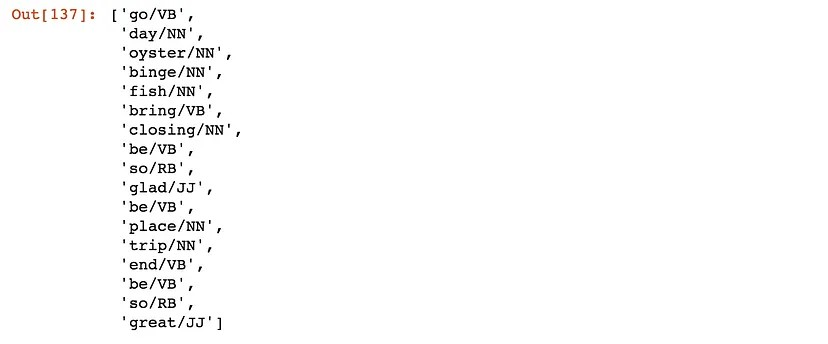 Out[137]: ['go/VB',
'day/NN',
'oyster/NN',
'binge/NN',
'fish/NN',
'bring/VB',
'closing/NN',
'be/VB',
'so/RB',
'glad/JJ',
'be/VB',
'place/NN',
'trip/NN',
'end/VB',
'be/VB',
'so/RB',
'great/JJ']